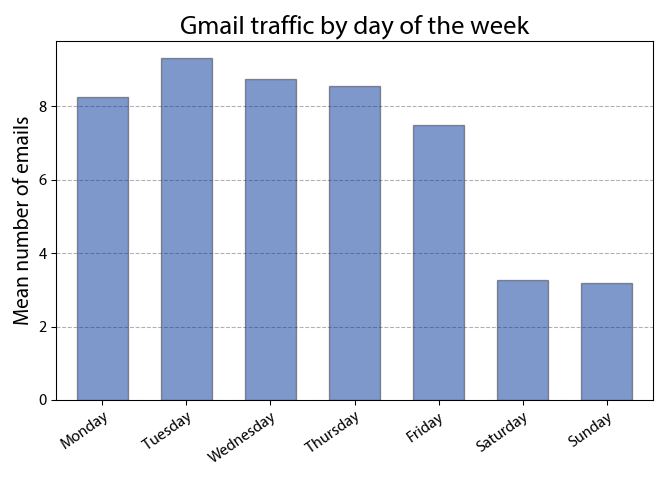 Gmail traffic by day of the week
Mean number of emails
8
6
4
2
0
Monday
Tuesday
Wednesday
Thursday
Friday
Saturday
Sunday